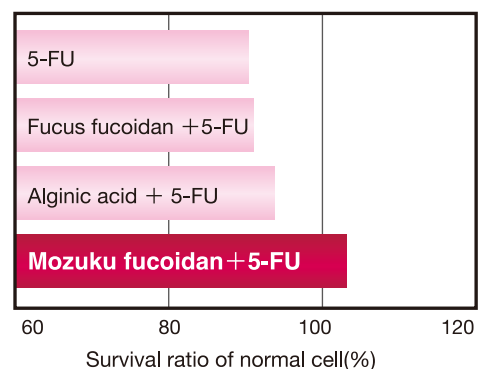 5-FU
Fucus fucoidan +5-FU
Alginic acid + 5-FU
Mozuku fucoidan+5-FU
60 80 100 120
Survival ratio of normal cell(%)